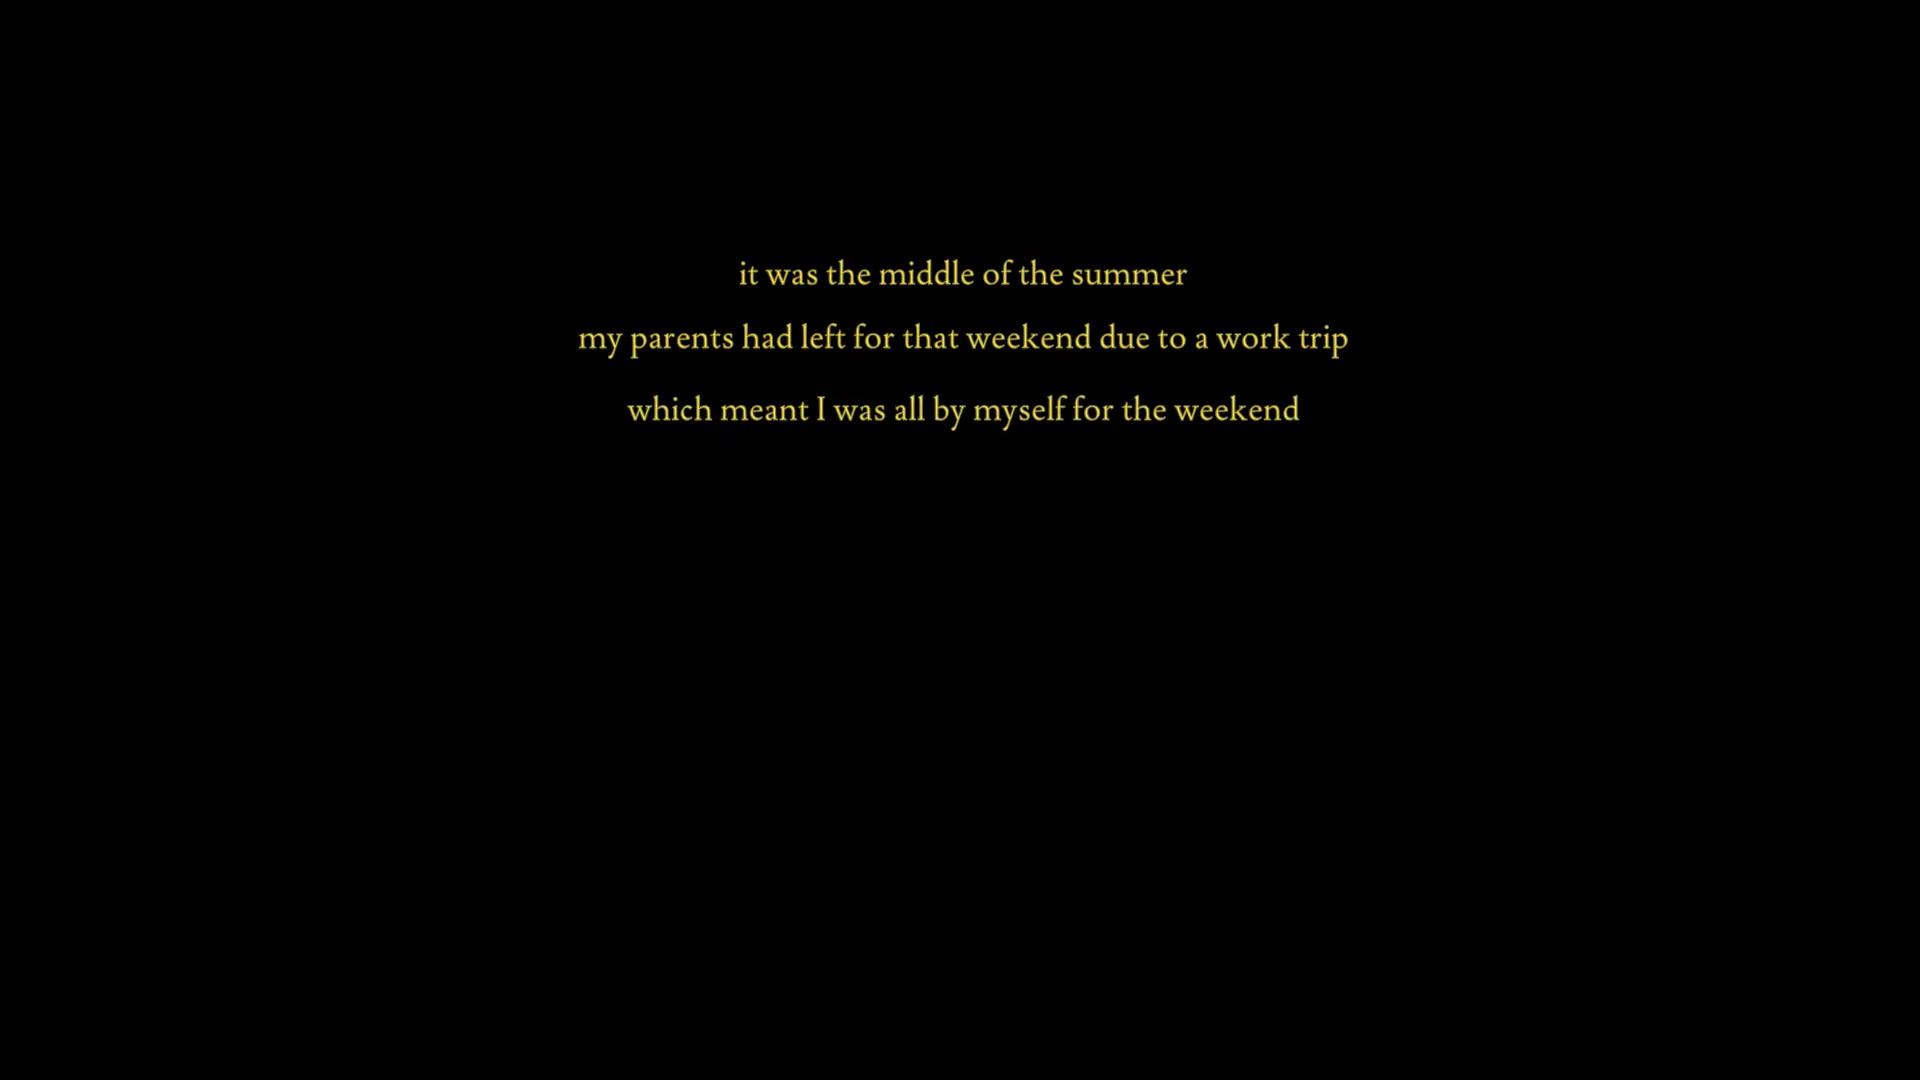 it was the middle of the summer
my parents had left for that weekend due to a work trip
which meant I was all by myself for the weekend